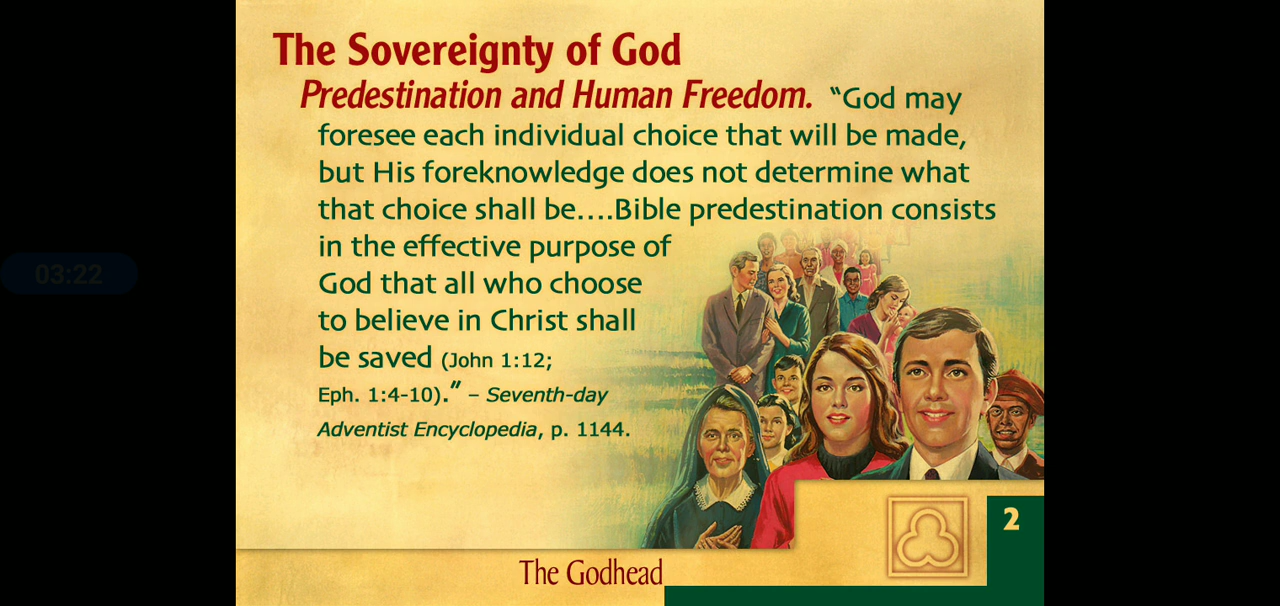 The Sovereignty of God
Predestination and Human Freedom. “God may
foresee each individual choice that will be made,
but His foreknowledge does not determine what
that choice shall be....Bible predestination consists
in the effective purpose of
God that all who choose
to believe in Christ shall
be saved (John 1:12;
Eph. 1:4-10).” – Seventh-day
Adventist Encyclopedia, p. 1144.
03:22
2
The Godhead